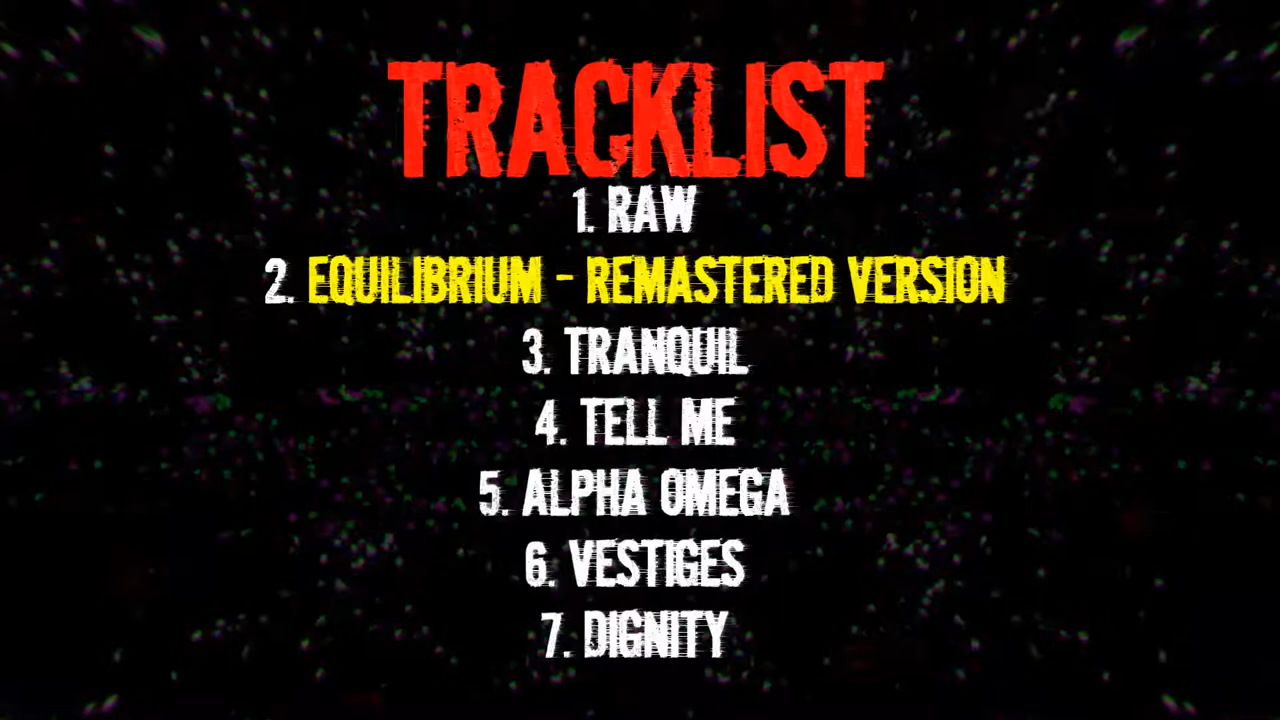 TRACKLIST
1. RAW
2. EQUILIBRIUM - REMASTERED VERSION
3. TRANQUIL
4. TELL ME
5. ALPHA OMEGA
6. VESTIGES
7. DIGNITY